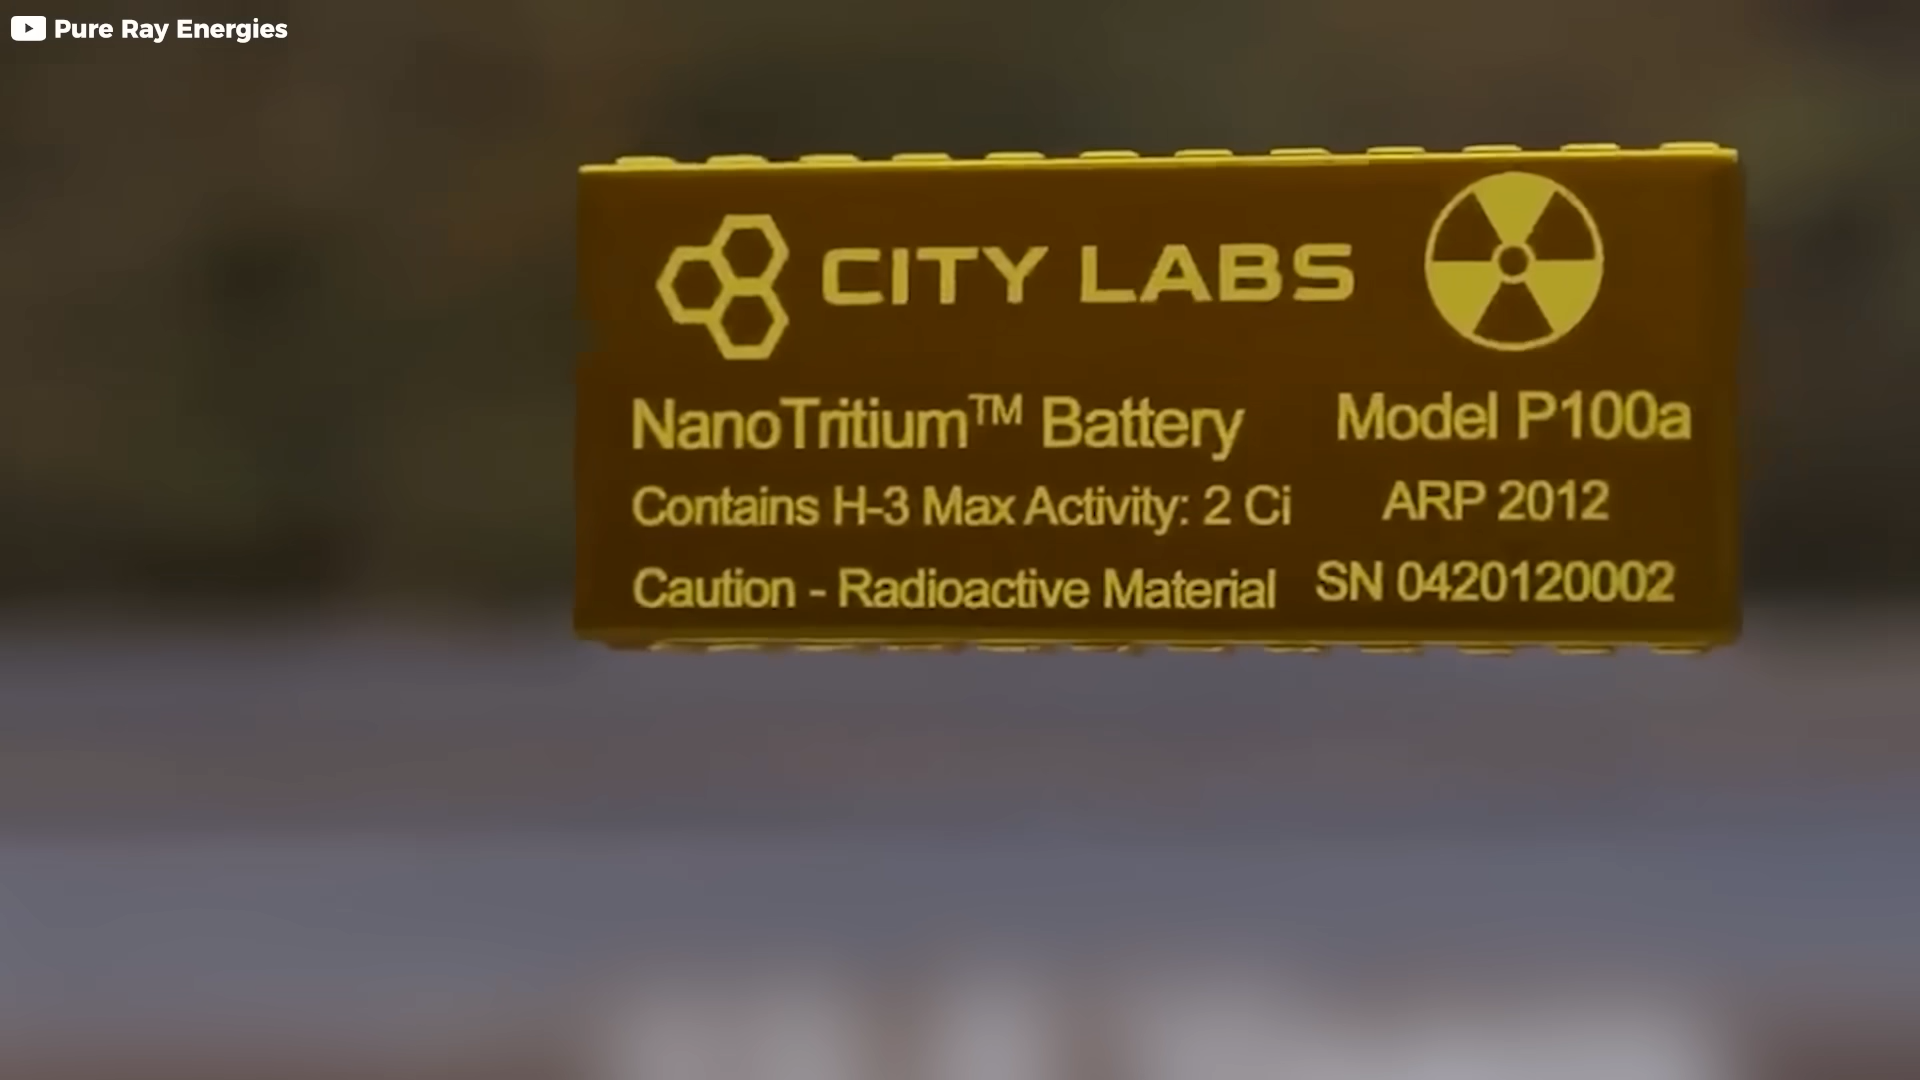 Pure Ray Energies
CITY LABS
NanoTritium™ Battery
Model P100a
Contains H-3 Max Activity: 2 Ci
ARP 2012
Caution - Radioactive Material
SN 0420120002